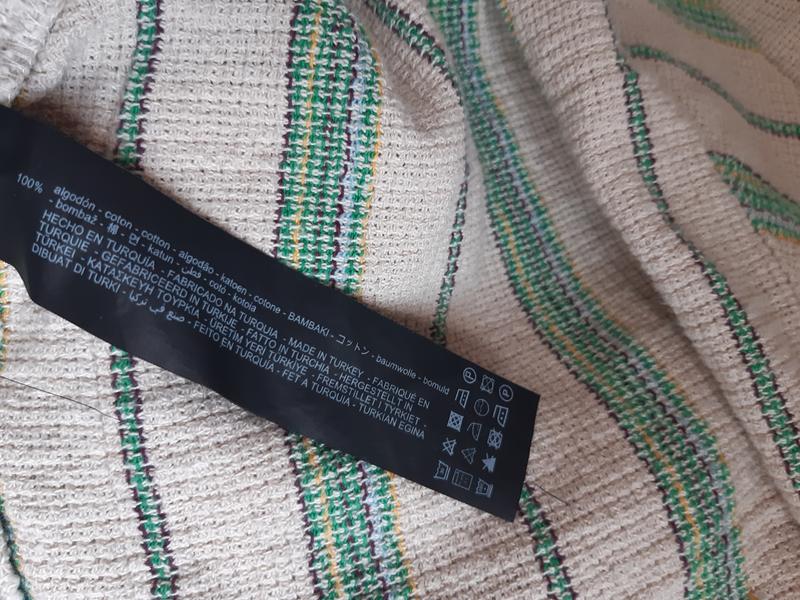 100% algodón - coton - cotton - algodão - katoen - cotone - BAMBAKI - コットン - baumwolle - bomuld
- bombaž - 棉 - 면 - katun - قطن - cotó - kotoia
HECHO EN TURQUÍA - FABRICADO NA TURQUIA - MADE IN TURKEY - FABRIQUÉ EN
TURQUIE - GEFABRICEERD IN TURKIJE - FATTO IN TURCHIA - HERGESTELLT IN
TÜRKEI - ΚΑΤΑΣΚΕΥΗ ΤΟΥΡΚΙΑ - ÜRETİM YERİ TÜRKİYE - FREMSTILLET I TYRKIET -
DIBUAT DI TURKI - صنع في تركيا - FEITO EN TURQUÍA - FET A TURQUIA - TURKIAN EGINA